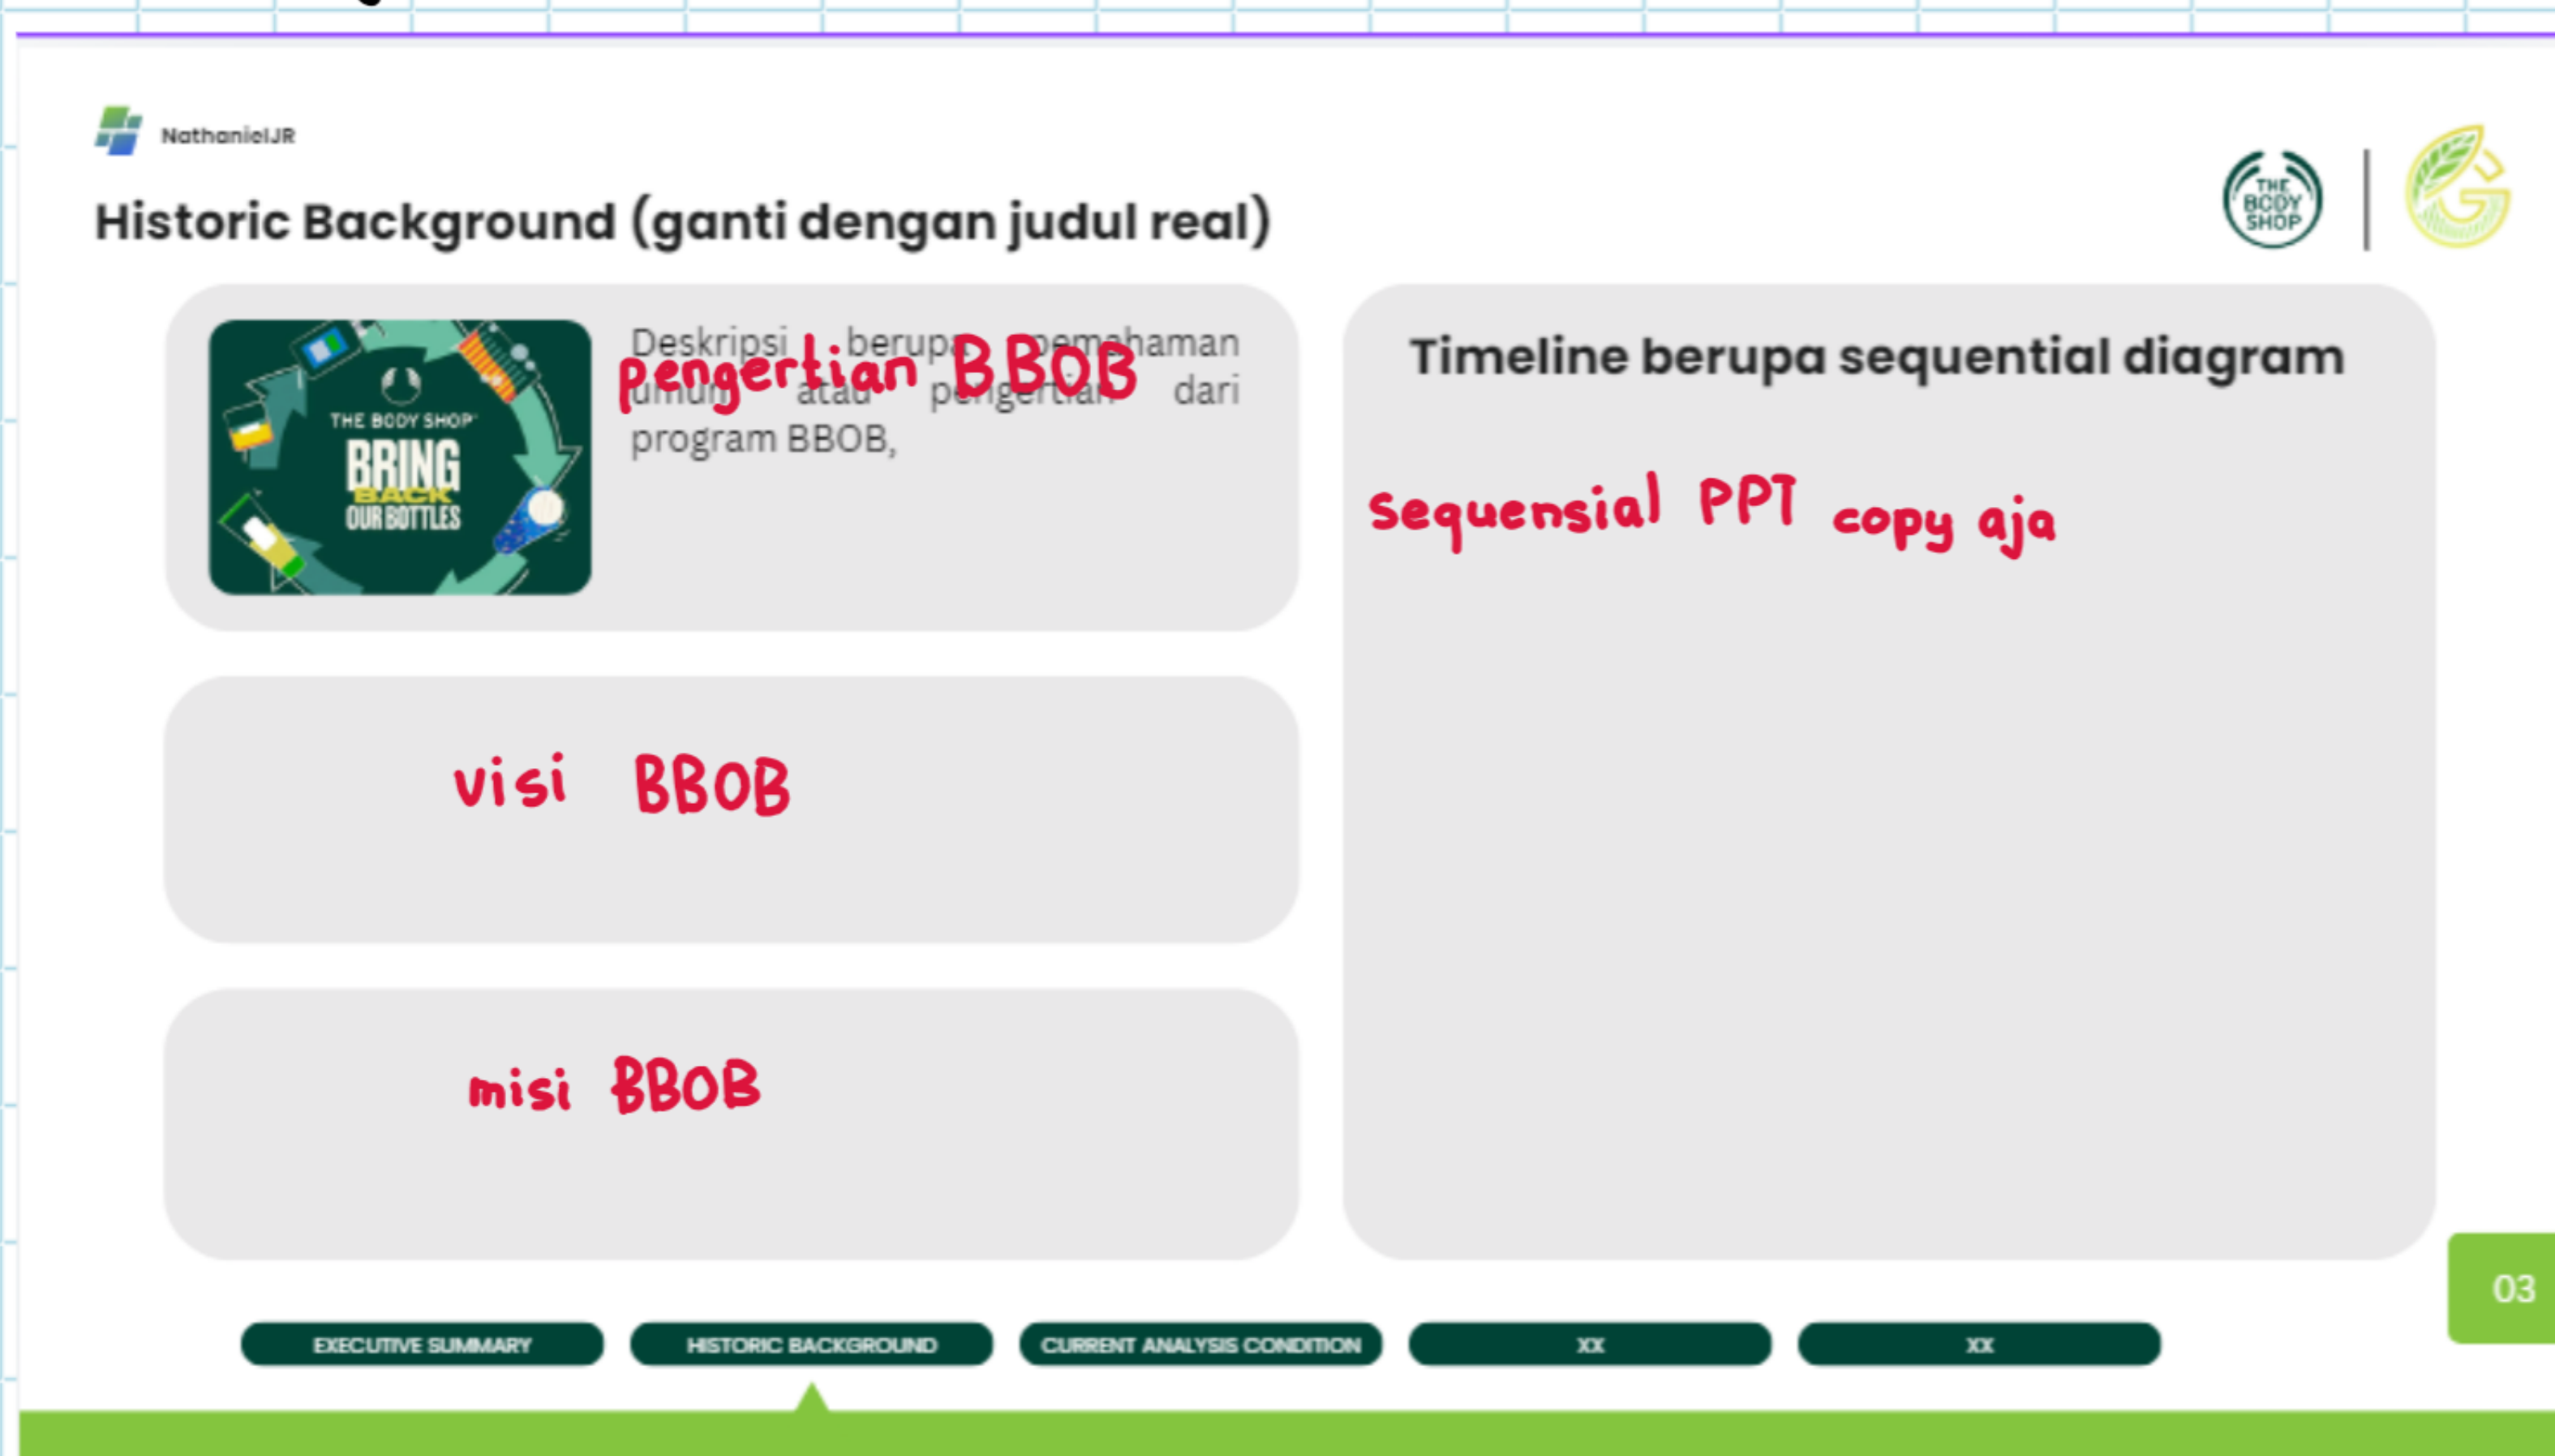 NathanielJR
Historic Background (ganti dengan judul real)
THE
BODY
SHOP
THE BODY SHOP
BRING
BACK
OUR BOTTLES
Deskripsi berupa pemahaman
umum atau pengertian dari
program BBOB,
pengertian BBOB
visi BBOB
misi BBOB
Timeline berupa sequential diagram
sequensial PPT copy aja
03
EXECUTIVE SUMMARY
HISTORIC BACKGROUND
CURRENT ANALYSIS CONDITION
XX
XX